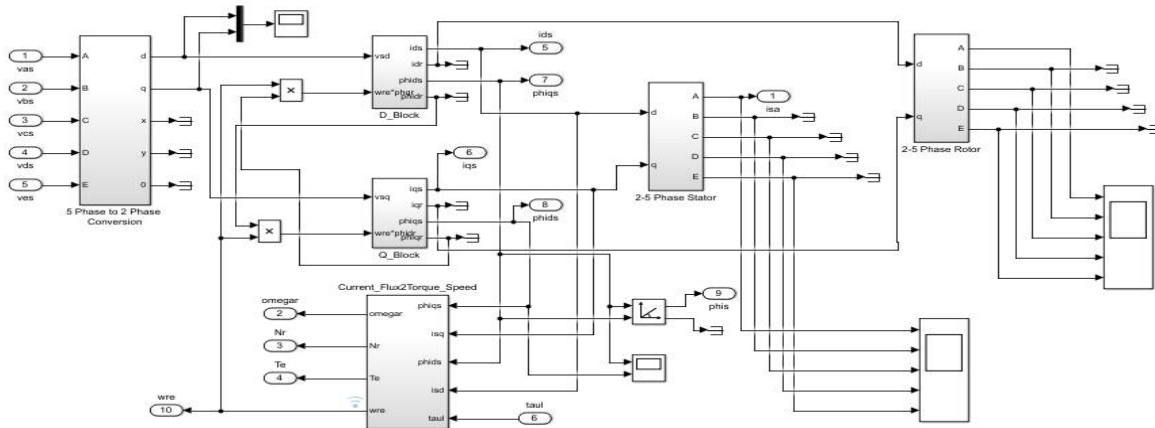 1
vas
2
vbs
3
vcs
4
vds
5
ves
A
B
C
D
E
d
q
x
y
0
5 Phase to 2 Phase
Conversion
×
×
vsd
wre*phqr
ids
idr
phids
phidr
D_Block
ids
5
7
phiqs
6
iqs
vsq
wre*phidr
iqs
iqr
phiqs
phiqr
Q_Block
8
phids
d
q
A
B
C
D
E
2-5 Phase Stator
1
isa
d
q
A
B
C
D
E
2-5 Phase Rotor
Current_Flux2Torque_Speed
omegar
Nr
Te
wre
phiqs
isq
phids
isd
taul
omegar
2
Nr
3
Te
4
wre
10
taul
6
9
phis